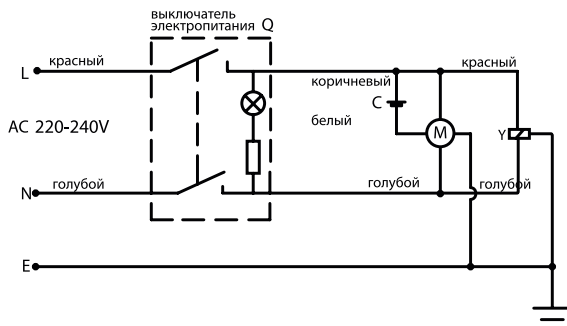 выключатель
электропитания Q
L
красный
коричневый
красный
C
AC 220-240V
белый
M
Y
N
голубой
голубой
голубой
E